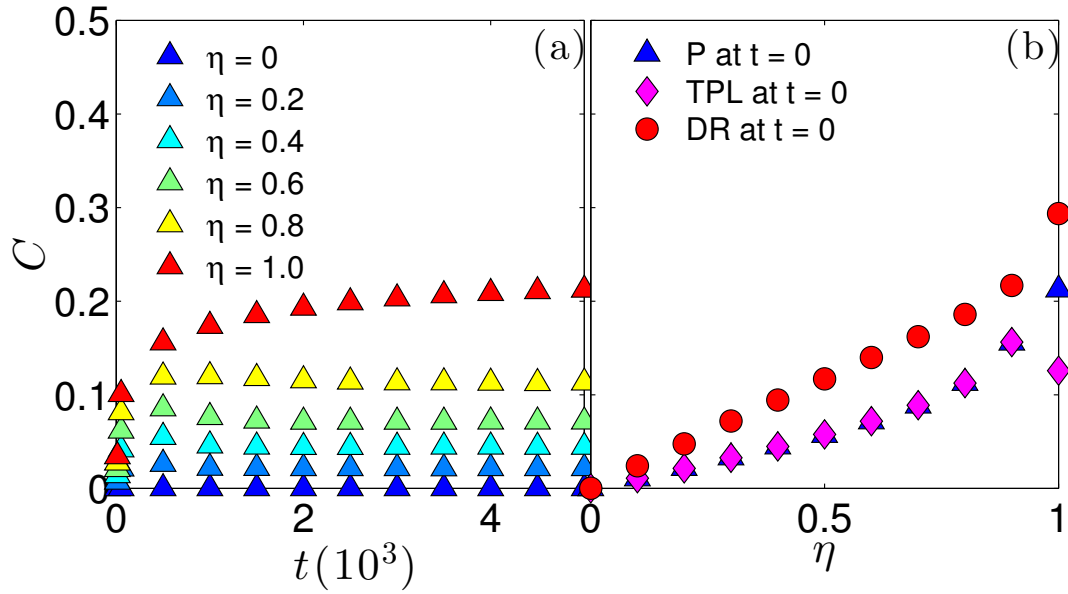 0.5
0.4
0.3
0.2
0.1
0
C
(a)
η = 0
η = 0.2
η = 0.4
η = 0.6
η = 0.8
η = 1.0
0 2 4
t(10³)
(b)
P at t = 0
TPL at t = 0
DR at t = 0
0 0.5 1
η